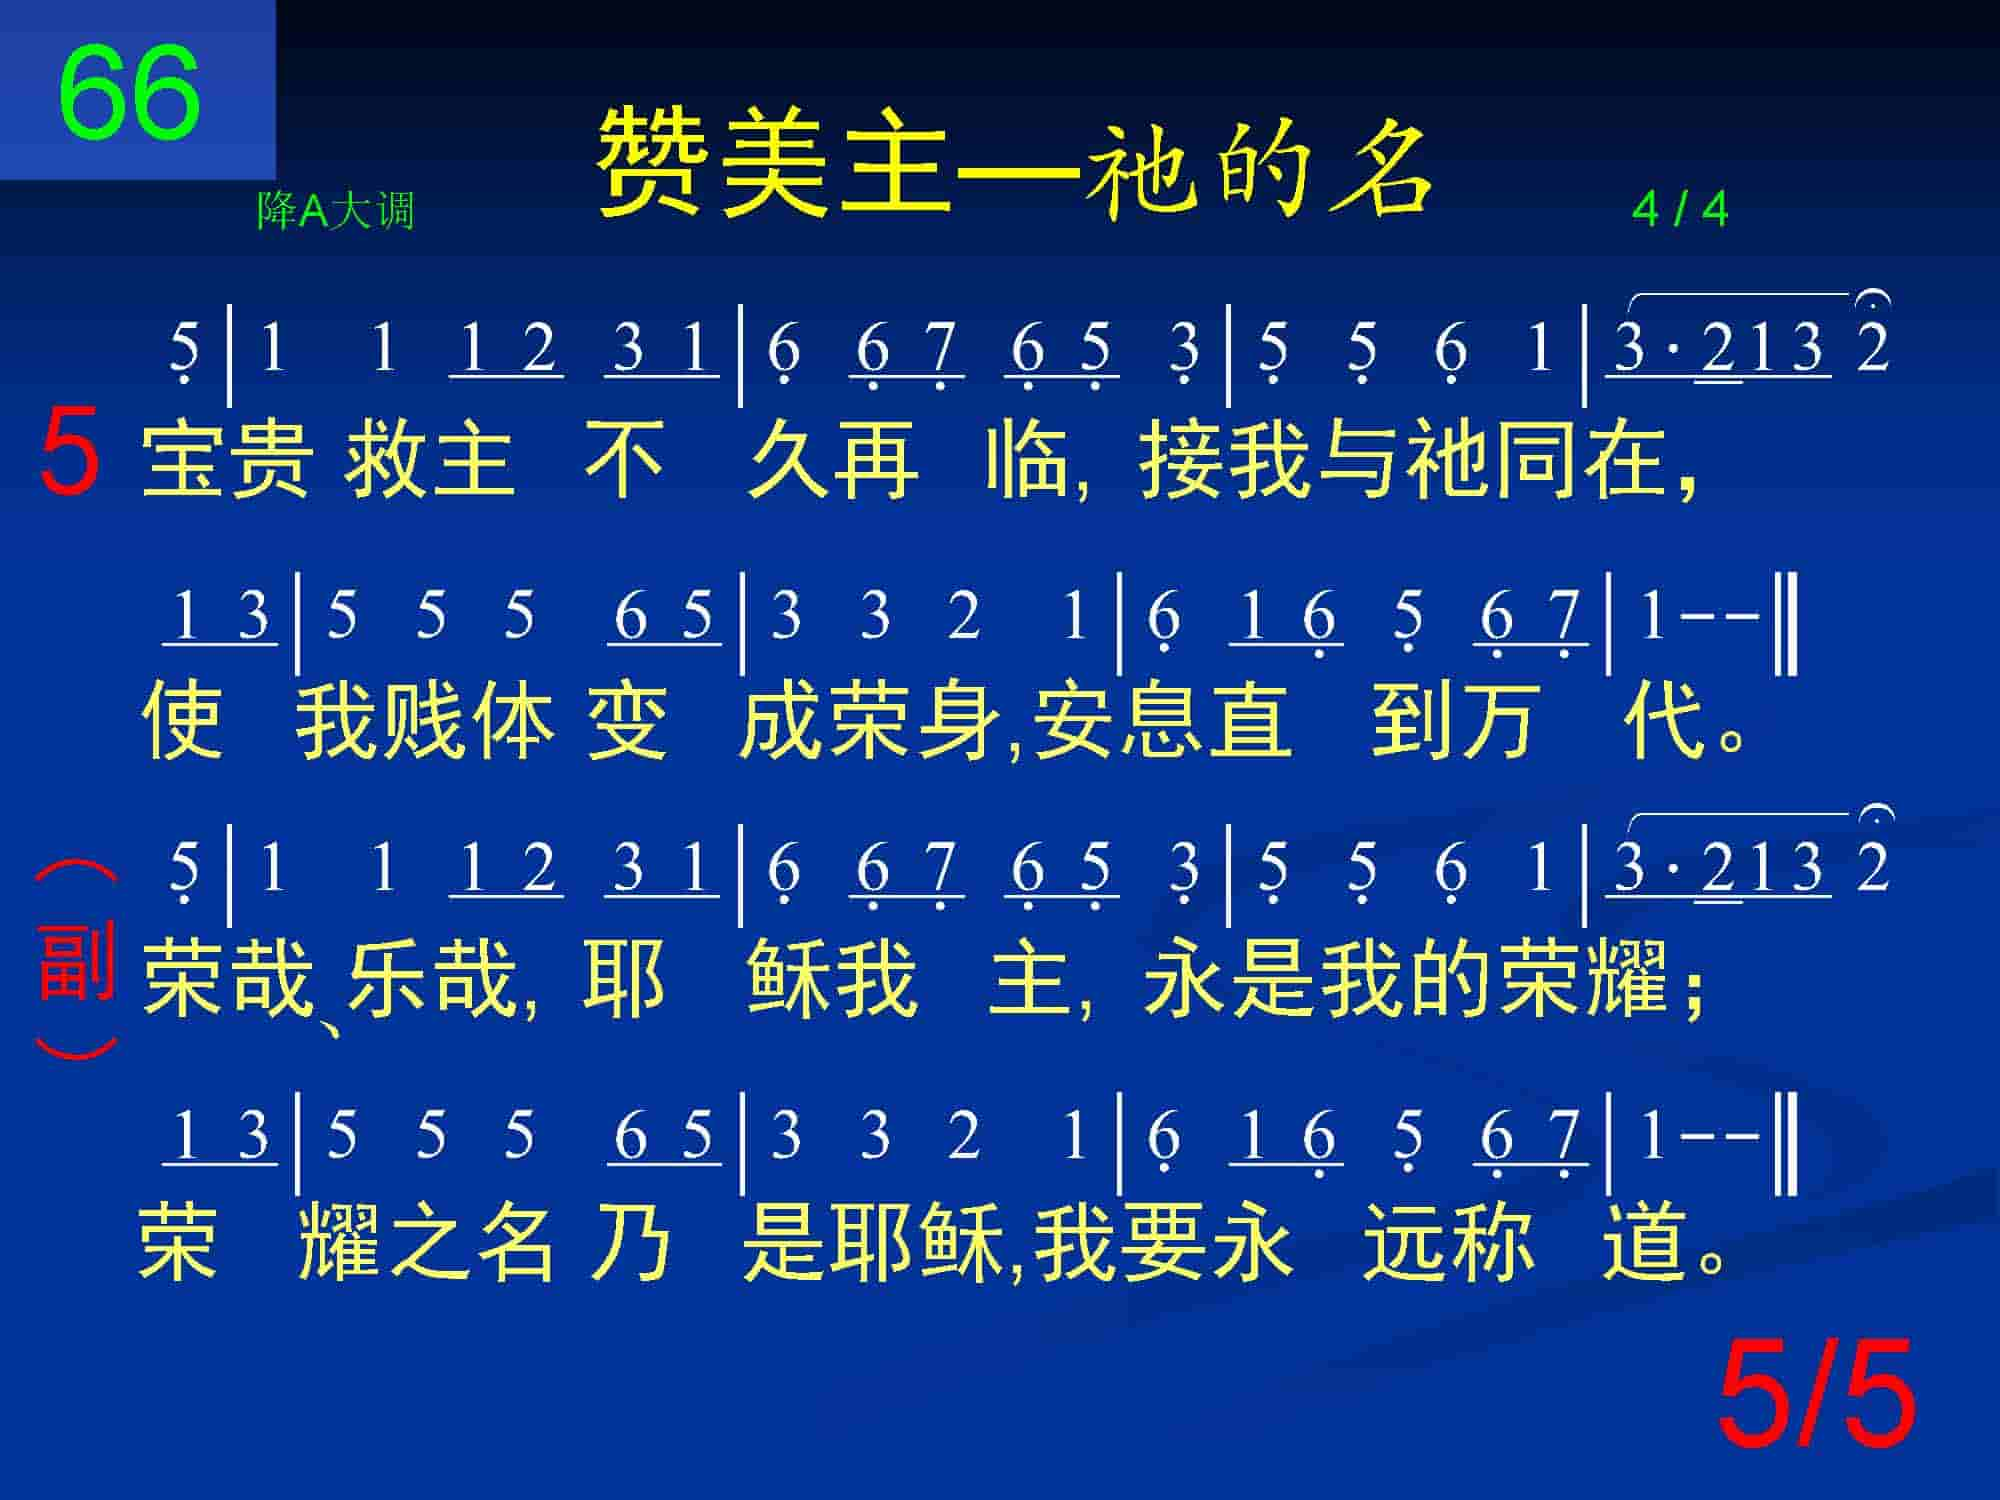 66
赞美主—祂的名
降A大调 4 / 4
5̣ | 1 1 1 2 3 1 | 6̣ 6̣ 7̣ 6̣ 5̣ 3̣ | 5̣ 5̣ 6̣ 1 | 3 · 2 1 3 2
5 宝贵 救主 不 久再 临, 接我与祂同在,
1 3 | 5 5 5 6 5 | 3 3 2 1 | 6̣ 1 6̣ 5̣ 6̣ 7̣ | 1 – – ‖
使 我贱体 变 成荣身,安息直 到万 代。
5̣ | 1 1 1 2 3 1 | 6̣ 6̣ 7̣ 6̣ 5̣ 3̣ | 5̣ 5̣ 6̣ 1 | 3 · 2 1 3 2
（副） 荣哉、乐哉, 耶 稣我 主, 永是我的荣耀；
1 3 | 5 5 5 6 5 | 3 3 2 1 | 6̣ 1 6̣ 5̣ 6̣ 7̣ | 1 – – ‖
荣 耀之名 乃 是耶稣,我要永 远称 道。
5/5